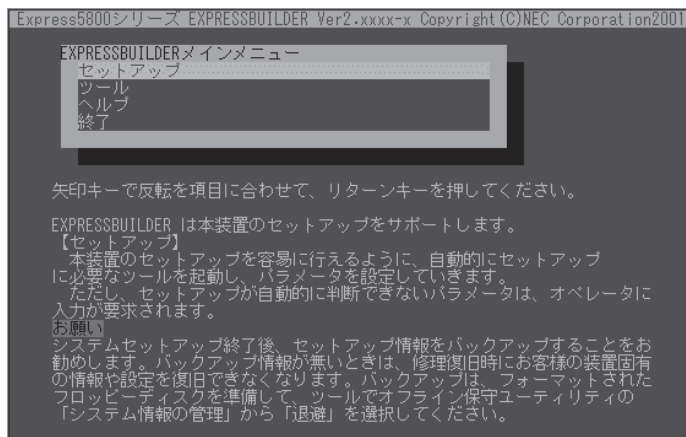 Express5800シリーズ EXPRESSBUILDER Ver2.xxxx-x Copyright(C)NEC Corporation2001
EXPRESSBUILDERメインメニュー
セットアップ
ツール
ヘルプ
終了
矢印キーで反転を項目に合わせて、リターンキーを押してください。
EXPRESSBUILDER は本装置のセットアップをサポートします。
【セットアップ】
本装置のセットアップを容易に行えるように、自動的にセットアップ
に必要なツールを起動し、パラメータを設定していきます。
ただし、セットアップが自動的に判断できないパラメータは、オペレータに
入力が要求されます。
お願い
システムセットアップ終了後、セットアップ情報をバックアップすることをお
勧めします。バックアップ情報が無いときは、修理復旧時にお客様の装置固有
の情報や設定を復旧できなくなります。バックアップは、フォーマットされた
フロッピーディスクを準備して、ツールでオフライン保守ユーティリティの
「システム情報の管理」から「退避」を選択してください。